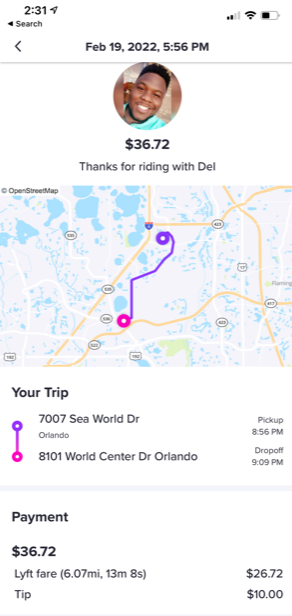 2:31
Search
Feb 19, 2022, 5:56 PM
$36.72
Thanks for riding with Del
© OpenStreetMap
4
423
535
17
Flaming
528
417
536
423
522
192
192
Your Trip
7007 Sea World Dr
Pickup
Orlando
8:56 PM
Dropoff
8101 World Center Dr Orlando
9:09 PM
Payment
$36.72
Lyft fare (6.07mi, 13m 8s)
$26.72
Tip
$10.00